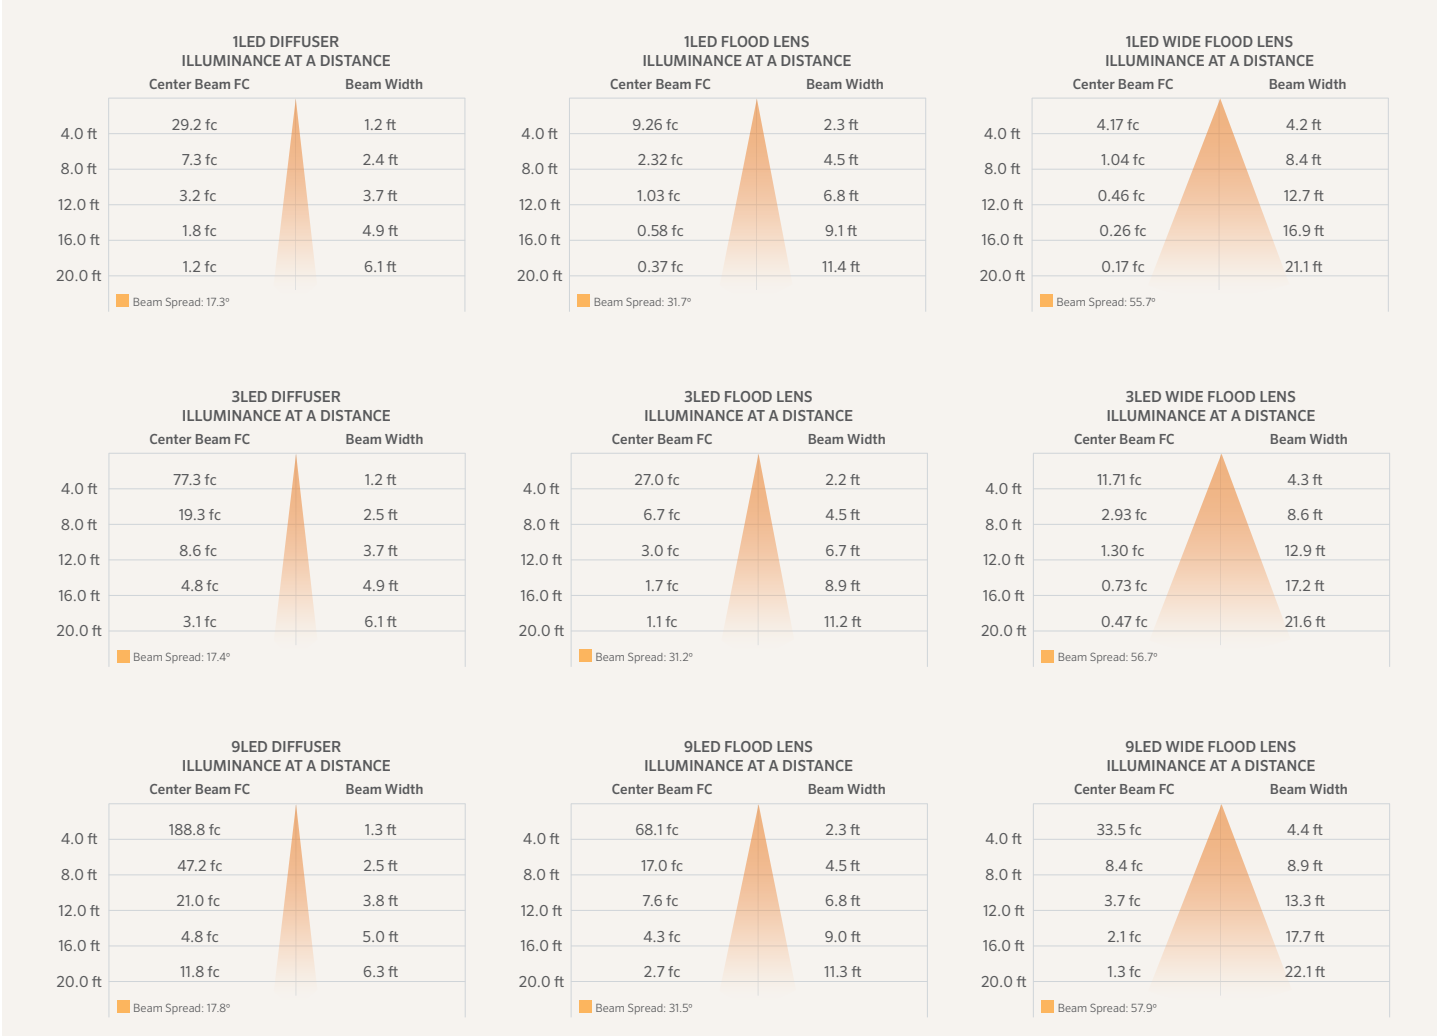 1LED DIFFUSER
ILLUMINANCE AT A DISTANCE
Center Beam FC Beam Width
4.0 ft 29.2 fc 1.2 ft
8.0 ft 7.3 fc 2.4 ft
12.0 ft 3.2 fc 3.7 ft
16.0 ft 1.8 fc 4.9 ft
20.0 ft 1.2 fc 6.1 ft
Beam Spread: 17.3°
1LED FLOOD LENS
ILLUMINANCE AT A DISTANCE
Center Beam FC Beam Width
4.0 ft 9.26 fc 2.3 ft
8.0 ft 2.32 fc 4.5 ft
12.0 ft 1.03 fc 6.8 ft
16.0 ft 0.58 fc 9.1 ft
20.0 ft 0.37 fc 11.4 ft
Beam Spread: 31.7°
1LED WIDE FLOOD LENS
ILLUMINANCE AT A DISTANCE
Center Beam FC Beam Width
4.0 ft 4.17 fc 4.2 ft
8.0 ft 1.04 fc 8.4 ft
12.0 ft 0.46 fc 12.7 ft
16.0 ft 0.26 fc 16.9 ft
20.0 ft 0.17 fc 21.1 ft
Beam Spread: 55.7°
3LED DIFFUSER
ILLUMINANCE AT A DISTANCE
Center Beam FC Beam Width
4.0 ft 77.3 fc 1.2 ft
8.0 ft 19.3 fc 2.5 ft
12.0 ft 8.6 fc 3.7 ft
16.0 ft 4.8 fc 4.9 ft
20.0 ft 3.1 fc 6.1 ft
Beam Spread: 17.4°
3LED FLOOD LENS
ILLUMINANCE AT A DISTANCE
Center Beam FC Beam Width
4.0 ft 27.0 fc 2.2 ft
8.0 ft 6.7 fc 4.5 ft
12.0 ft 3.0 fc 6.7 ft
16.0 ft 1.7 fc 8.9 ft
20.0 ft 1.1 fc 11.2 ft
Beam Spread: 31.2°
3LED WIDE FLOOD LENS
ILLUMINANCE AT A DISTANCE
Center Beam FC Beam Width
4.0 ft 11.71 fc 4.3 ft
8.0 ft 2.93 fc 8.6 ft
12.0 ft 1.30 fc 12.9 ft
16.0 ft 0.73 fc 17.2 ft
20.0 ft 0.47 fc 21.6 ft
Beam Spread: 56.7°
9LED DIFFUSER
ILLUMINANCE AT A DISTANCE
Center Beam FC Beam Width
4.0 ft 188.8 fc 1.3 ft
8.0 ft 47.2 fc 2.5 ft
12.0 ft 21.0 fc 3.8 ft
16.0 ft 4.8 fc 5.0 ft
20.0 ft 11.8 fc 6.3 ft
Beam Spread: 17.8°
9LED FLOOD LENS
ILLUMINANCE AT A DISTANCE
Center Beam FC Beam Width
4.0 ft 68.1 fc 2.3 ft
8.0 ft 17.0 fc 4.5 ft
12.0 ft 7.6 fc 6.8 ft
16.0 ft 4.3 fc 9.0 ft
20.0 ft 2.7 fc 11.3 ft
Beam Spread: 31.5°
9LED WIDE FLOOD LENS
ILLUMINANCE AT A DISTANCE
Center Beam FC Beam Width
4.0 ft 33.5 fc 4.4 ft
8.0 ft 8.4 fc 8.9 ft
12.0 ft 3.7 fc 13.3 ft
16.0 ft 2.1 fc 17.7 ft
20.0 ft 1.3 fc 22.1 ft
Beam Spread: 57.9°